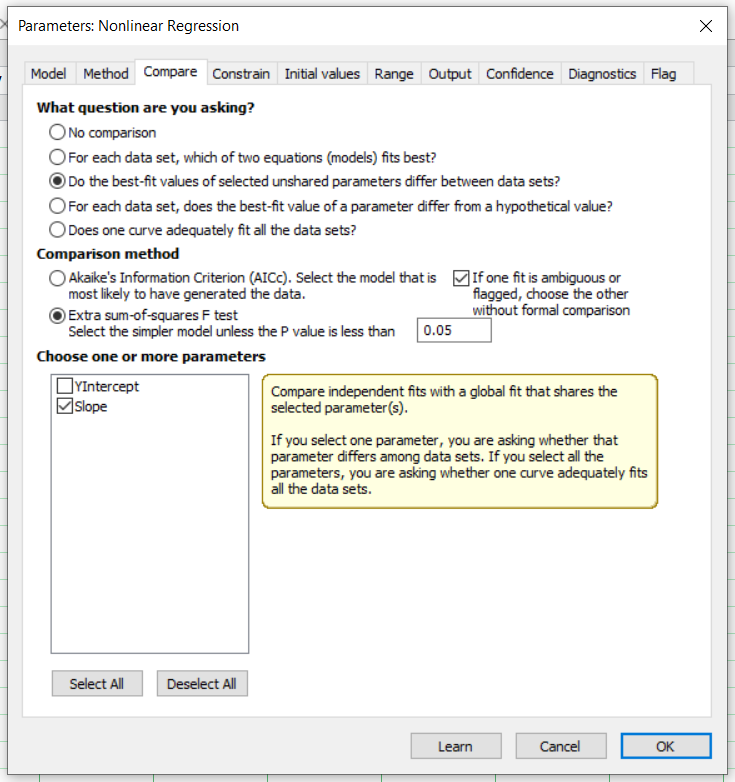 Parameters: Nonlinear Regression
Model Method Compare Constrain Initial values Range Output Confidence Diagnostics Flag
What question are you asking?
No comparison
For each data set, which of two equations (models) fits best?
Do the best-fit values of selected unshared parameters differ between data sets?
For each data set, does the best-fit value of a parameter differ from a hypothetical value?
Does one curve adequately fit all the data sets?
Comparison method
Akaike's Information Criterion (AICc). Select the model that is
most likely to have generated the data.
If one fit is ambiguous or
flagged, choose the other
without formal comparison
Extra sum-of-squares F test
Select the simpler model unless the P value is less than 0.05
Choose one or more parameters
YIntercept
Slope
Compare independent fits with a global fit that shares the
selected parameter(s).
If you select one parameter, you are asking whether that
parameter differs among data sets. If you select all the
parameters, you are asking whether one curve adequately fits
all the data sets.
Select All Deselect All
Learn Cancel OK